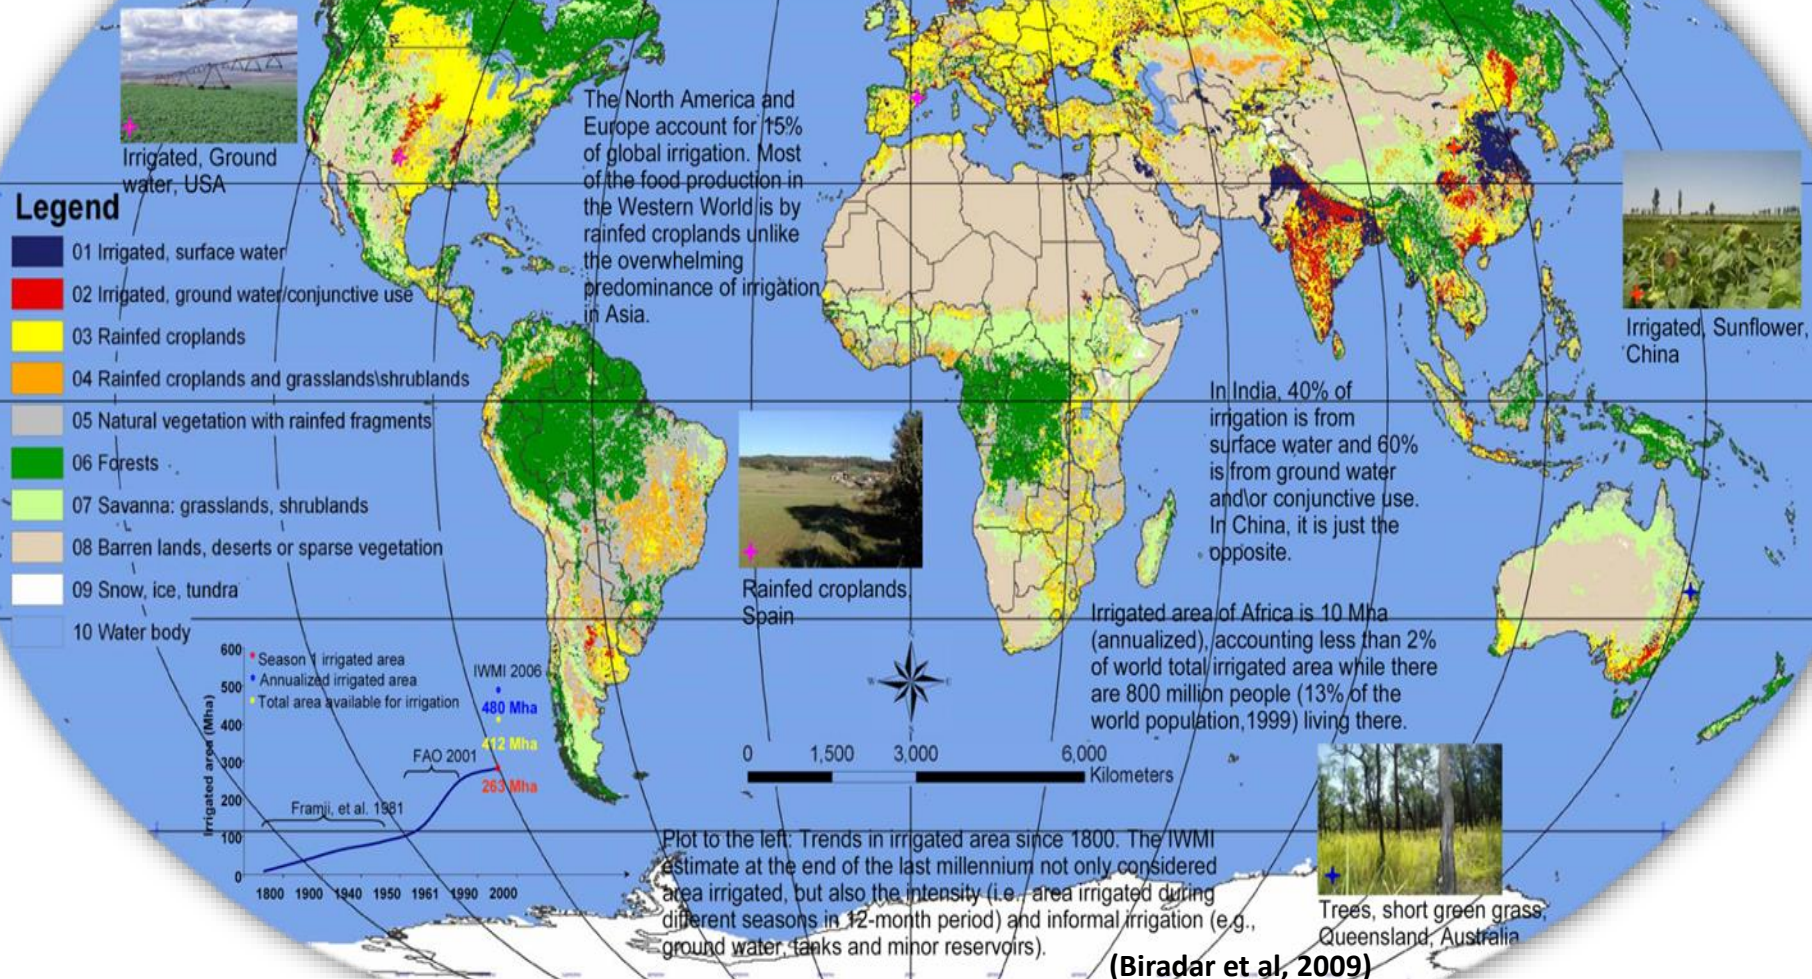 Irrigated, Ground
water, USA
Legend
01 Irrigated, surface water
02 Irrigated, ground water/conjunctive use
03 Rainfed croplands
04 Rainfed croplands and grasslands\shrublands
05 Natural vegetation with rainfed fragments
06 Forests
07 Savanna: grasslands, shrublands
08 Barren lands, deserts or sparse vegetation
09 Snow, ice, tundra
10 Water body
The North America and
Europe account for 15%
of global irrigation. Most
of the food production in
the Western World is by
rainfed croplands unlike
the overwhelming
predominance of irrigation
in Asia.
Irrigated, Sunflower,
China
In India, 40% of
irrigation is from
surface water and 60%
is from ground water
and\or conjunctive use.
In China, it is just the
opposite.
Rainfed croplands,
Spain
Irrigated area of Africa is 10 Mha
(annualized), accounting less than 2%
of world total irrigated area while there
are 800 million people (13% of the
world population,1999) living there.
N
W
E
S
0 1,500 3,000 6,000
Kilometers
Irrigated area (Mha)
600
500
400
300
200
100
0
Season 1 irrigated area
Annualized irrigated area
Total area available for irrigation
IWMI 2006
480 Mha
412 Mha
263 Mha
FAO 2001
Framji, et al. 1981
1800 1900 1940 1950 1961 1990 2000
Plot to the left: Trends in irrigated area since 1800. The IWMI
estimate at the end of the last millennium not only considered
area irrigated, but also the intensity (i.e. area irrigated during
different seasons in 12-month period) and informal irrigation (e.g.,
ground water, tanks and minor reservoirs).
Trees, short green grass,
Queensland, Australia
(Biradar et al, 2009)